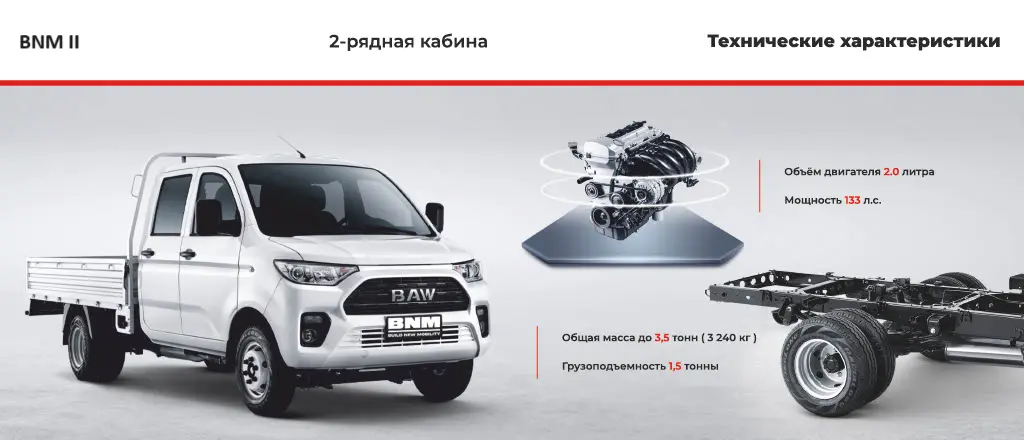 BNM II
2-рядная кабина
Технические характеристики
Объём двигателя 2.0 литра
Мощность 133 л.с.
BAW
BNM
BUILD NEW MOBILITY
Общая масса до 3,5 тонн ( 3 240 кг )
Грузоподъемность 1,5 тонны